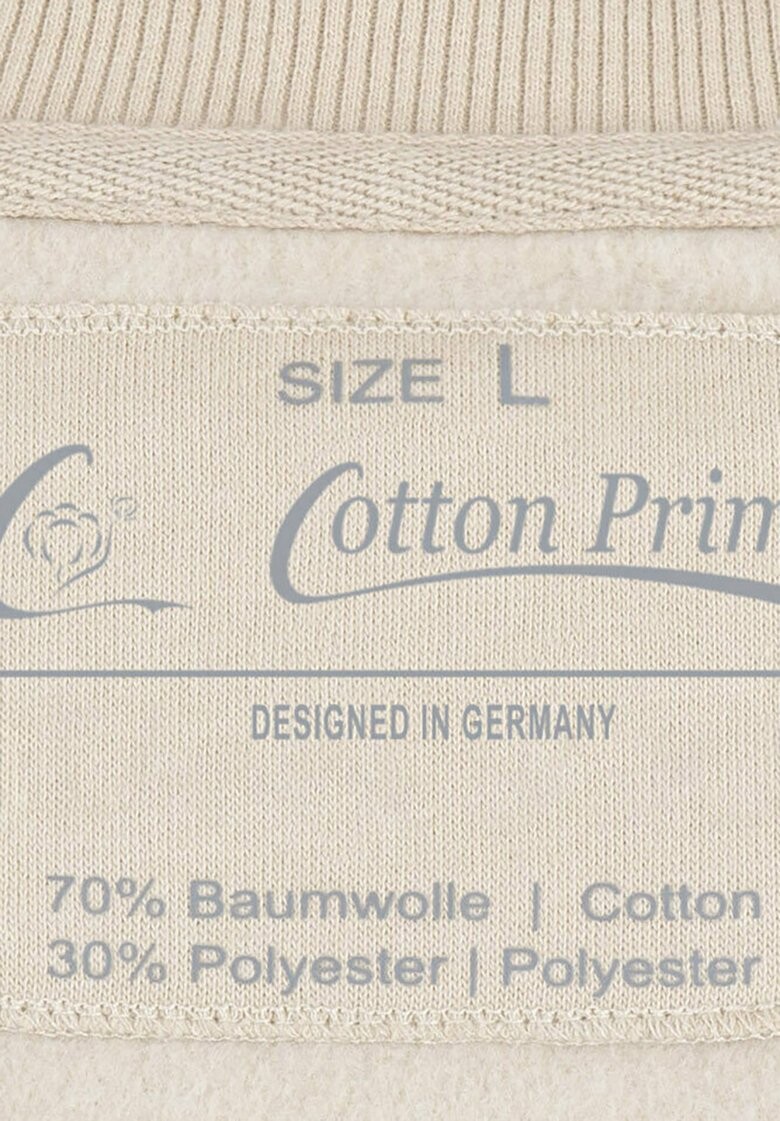 SIZE L
Cotton Prim
DESIGNED IN GERMANY
70% Baumwolle | Cotton
30% Polyester | Polyester